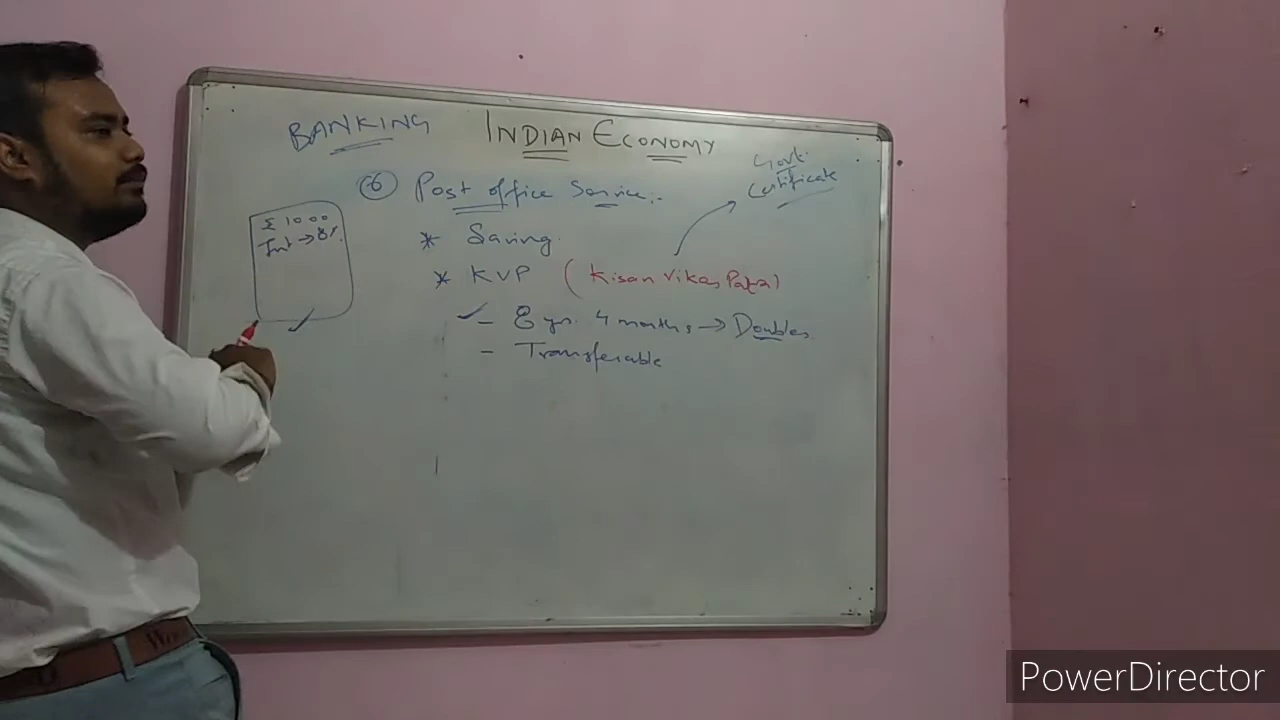 BANKING INDIAN ECONOMY
Govt.
Certificate
⑥ Post office Service:-
₹ 1000
Int → 8%
* Saving.
* KVP (Kisan Vikas Patra)
✓ - 8 yr. 4 months → Doubles.
- Transferable
PowerDirector